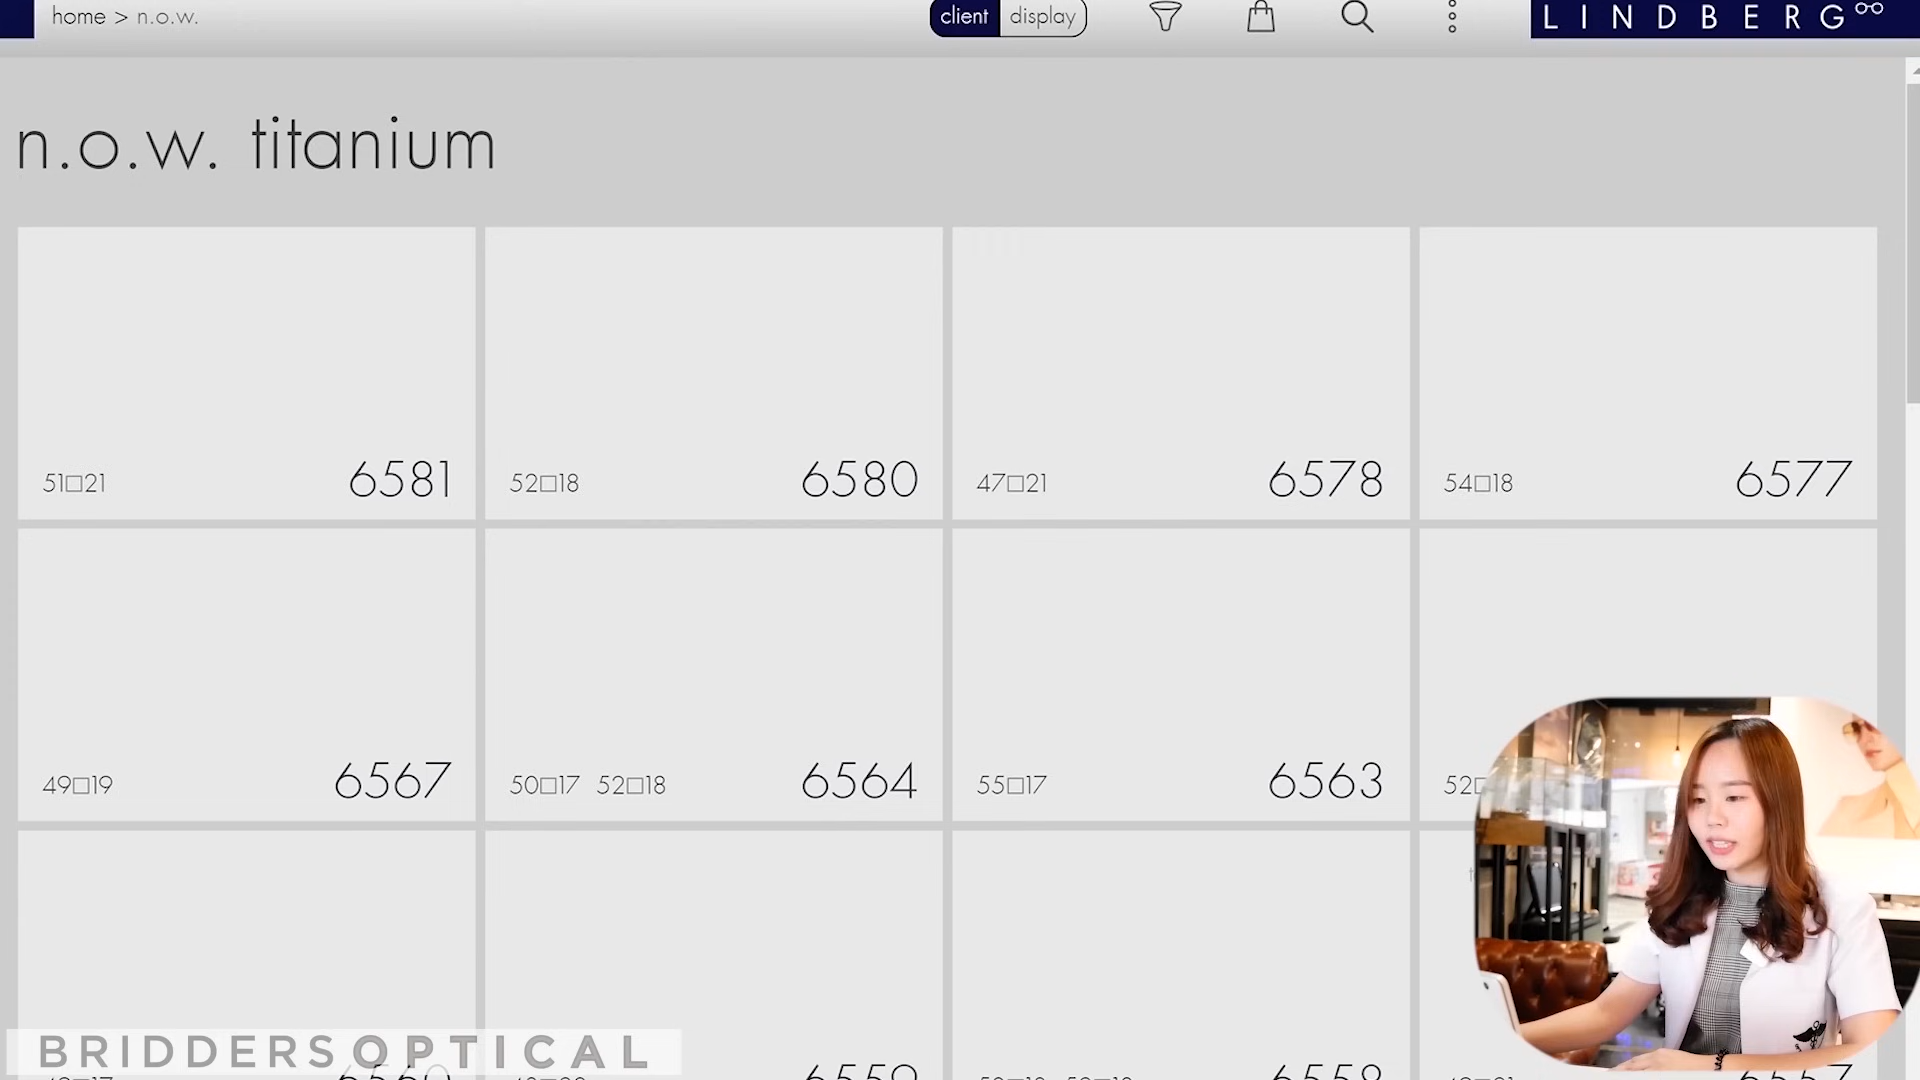 home > n.o.w.
client display
LINDBERG
n.o.w. titanium
51□21 6581
52□18 6580
47□21 6578
54□18 6577
49□19 6567
50□17 52□18 6564
55□17 6563
BRIDDERSOPTICAL